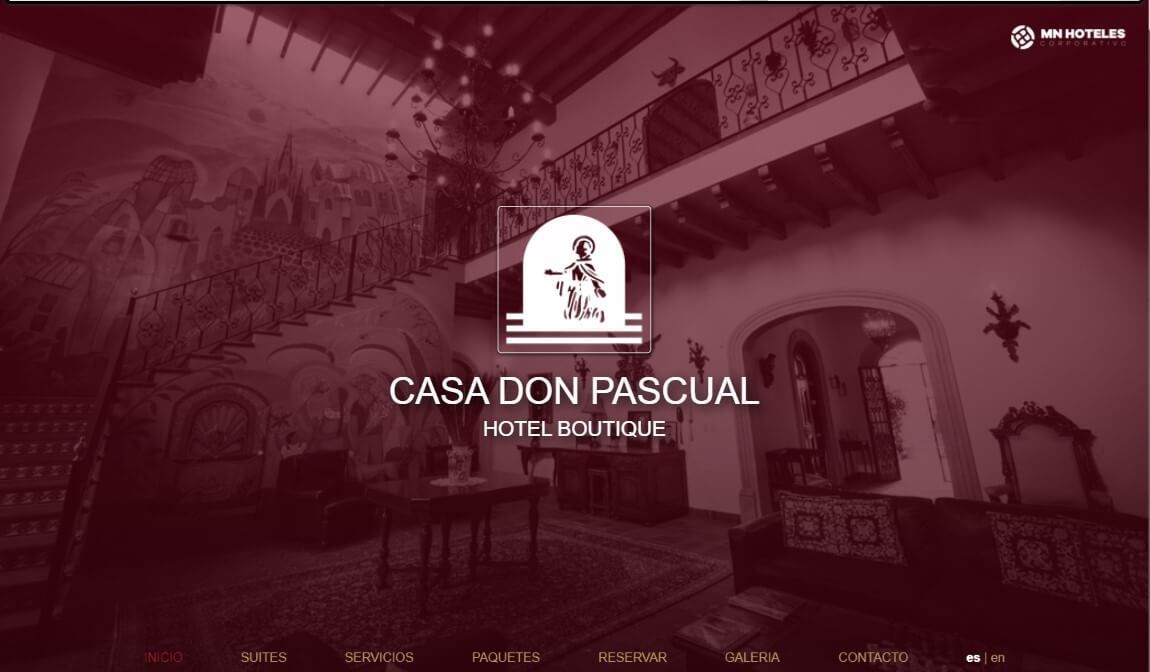 MN HOTELES
CORPORATIVO
CASA DON PASCUAL
HOTEL BOUTIQUE
INICIO SUITES SERVICIOS PAQUETES RESERVAR GALERIA CONTACTO es | en